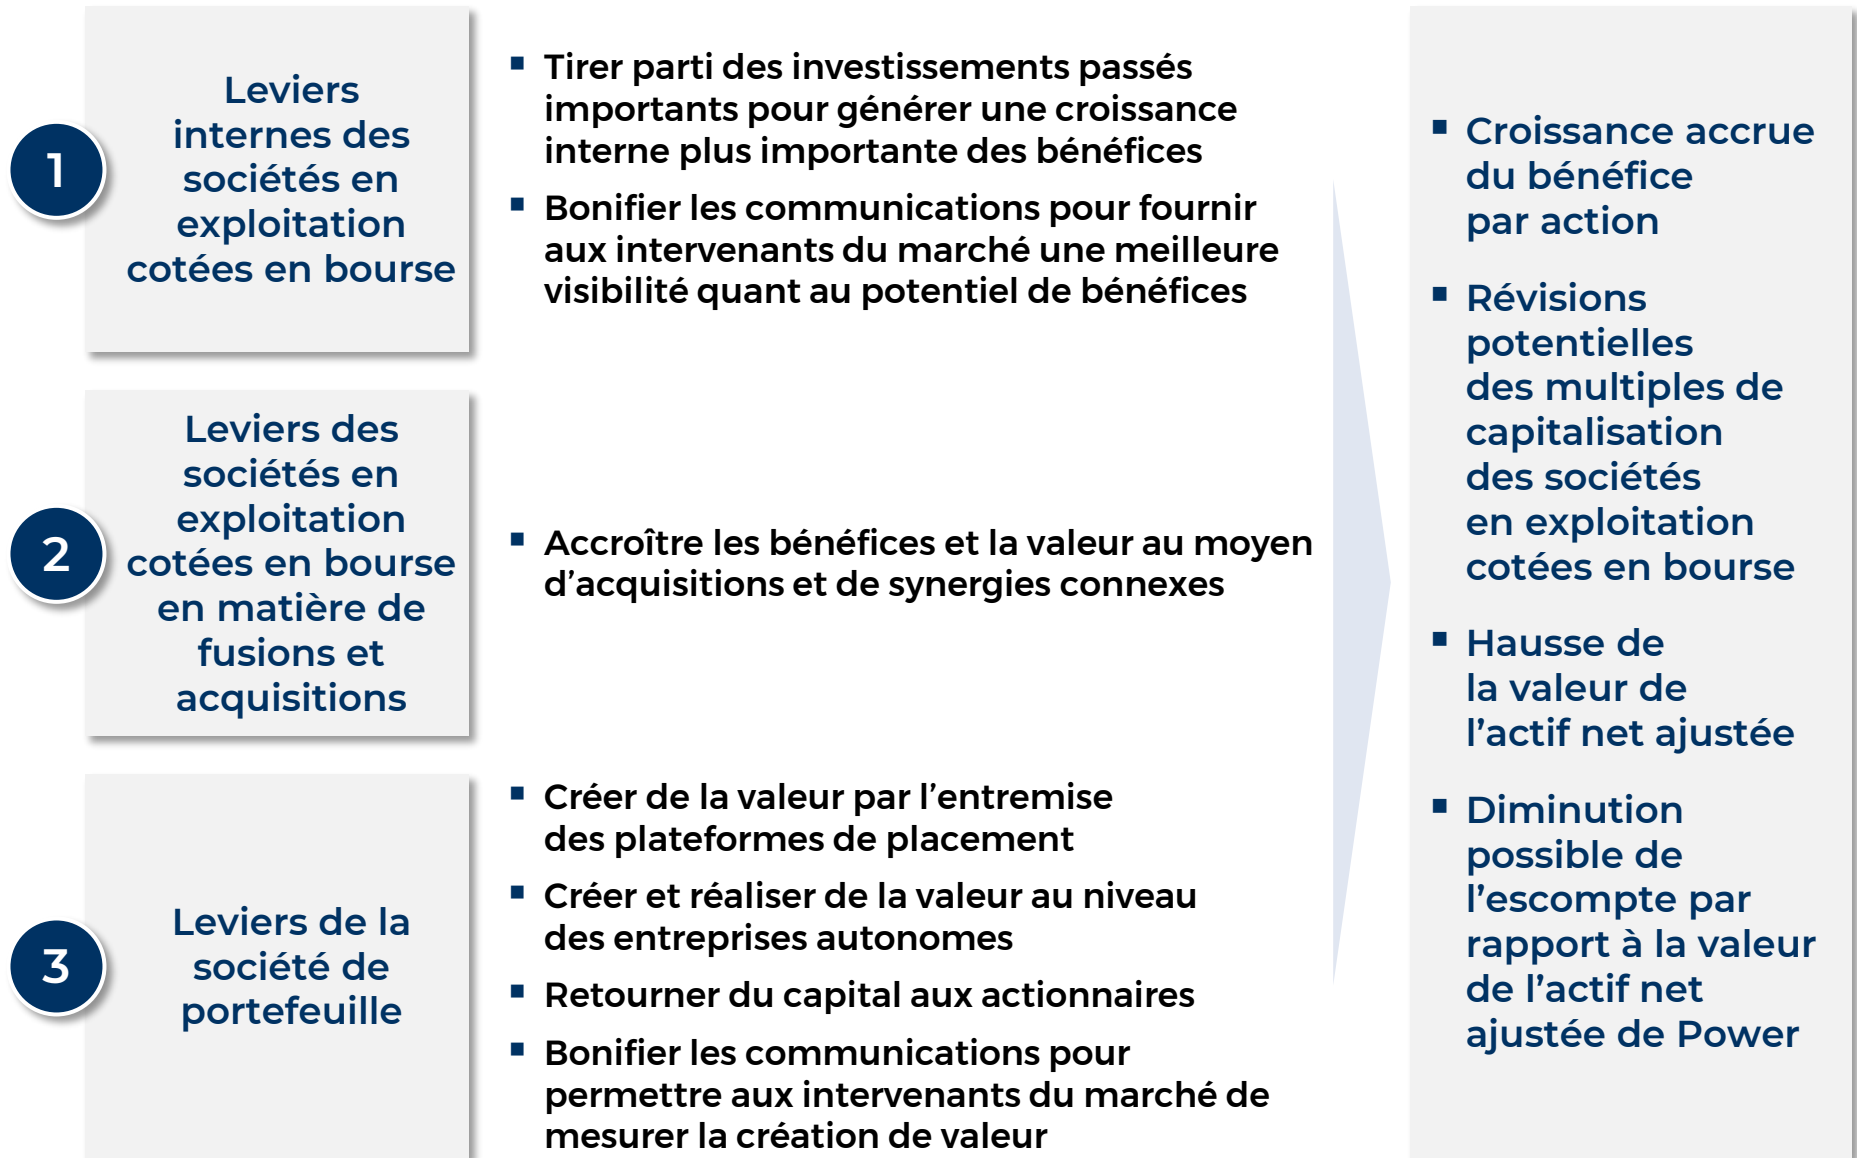 1
Leviers
internes des
sociétés en
exploitation
cotées en bourse
▪ Tirer parti des investissements passés
importants pour générer une croissance
interne plus importante des bénéfices
▪ Bonifier les communications pour fournir
aux intervenants du marché une meilleure
visibilité quant au potentiel de bénéfices
2
Leviers des
sociétés en
exploitation
cotées en bourse
en matière de
fusions et
acquisitions
▪ Accroître les bénéfices et la valeur au moyen
d’acquisitions et de synergies connexes
3
Leviers de la
société de
portefeuille
▪ Créer de la valeur par l’entremise
des plateformes de placement
▪ Créer et réaliser de la valeur au niveau
des entreprises autonomes
▪ Retourner du capital aux actionnaires
▪ Bonifier les communications pour
permettre aux intervenants du marché de
mesurer la création de valeur
▪ Croissance accrue
du bénéfice
par action
▪ Révisions
potentielles
des multiples de
capitalisation
des sociétés
en exploitation
cotées en bourse
▪ Hausse de
la valeur de
l’actif net ajustée
▪ Diminution
possible de
l’escompte par
rapport à la valeur
de l’actif net
ajustée de Power